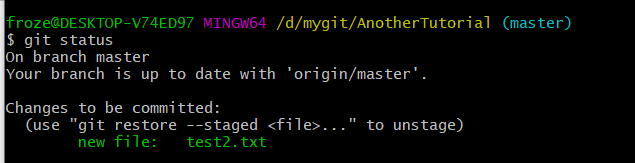 froze@DESKTOP-V74ED97 MINGW64 /d/mygit/AnotherTutorial (master)
$ git status
On branch master
Your branch is up to date with 'origin/master'.
Changes to be committed:
(use "git restore --staged <file>..." to unstage)
new file: test2.txt